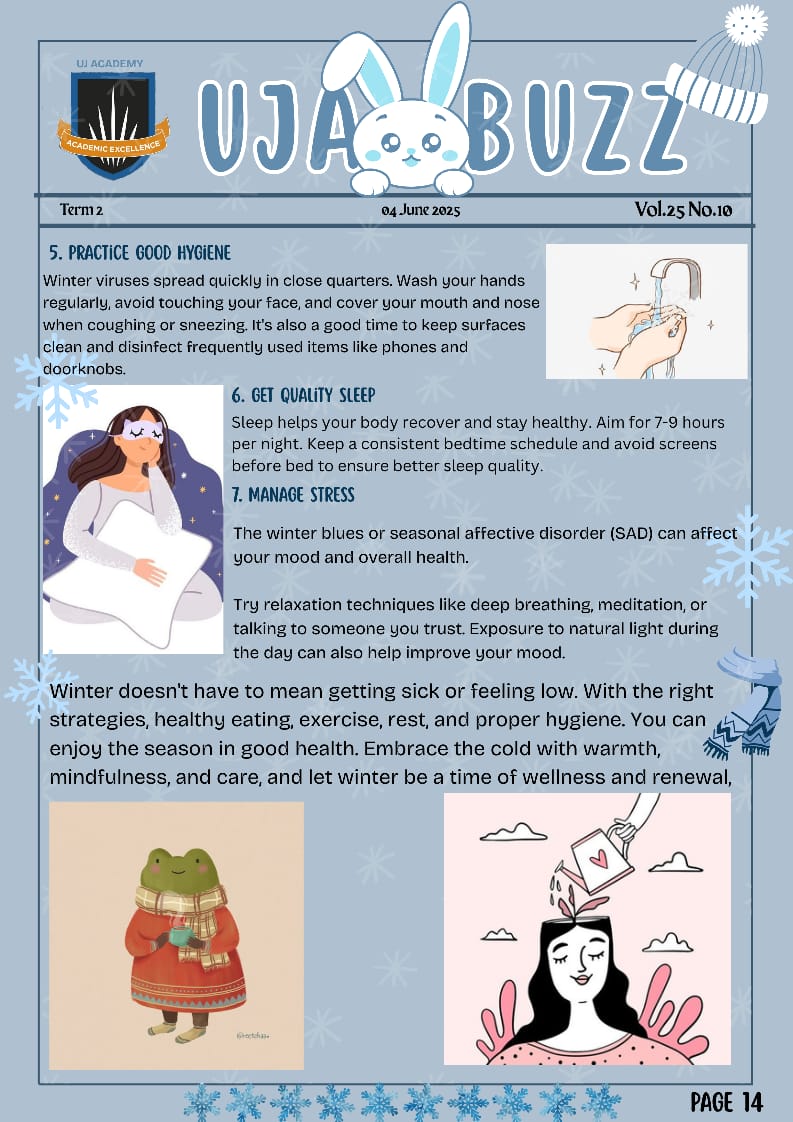 UJ ACADEMY
ACADEMIC EXCELLENCE
UJA BUZZ
Term 2 04 June 2025 Vol.25 No.10
5. PRACTICE GOOD HYGIENE
Winter viruses spread quickly in close quarters. Wash your hands
regularly, avoid touching your face, and cover your mouth and nose
when coughing or sneezing. It's also a good time to keep surfaces
clean and disinfect frequently used items like phones and
doorknobs.
6. GET QUALITY SLEEP
Sleep helps your body recover and stay healthy. Aim for 7-9 hours
per night. Keep a consistent bedtime schedule and avoid screens
before bed to ensure better sleep quality.
7. MANAGE STRESS
The winter blues or seasonal affective disorder (SAD) can affect
your mood and overall health.
Try relaxation techniques like deep breathing, meditation, or
talking to someone you trust. Exposure to natural light during
the day can also help improve your mood.
Winter doesn't have to mean getting sick or feeling low. With the right
strategies, healthy eating, exercise, rest, and proper hygiene. You can
enjoy the season in good health. Embrace the cold with warmth,
mindfulness, and care, and let winter be a time of wellness and renewal,
PAGE 14